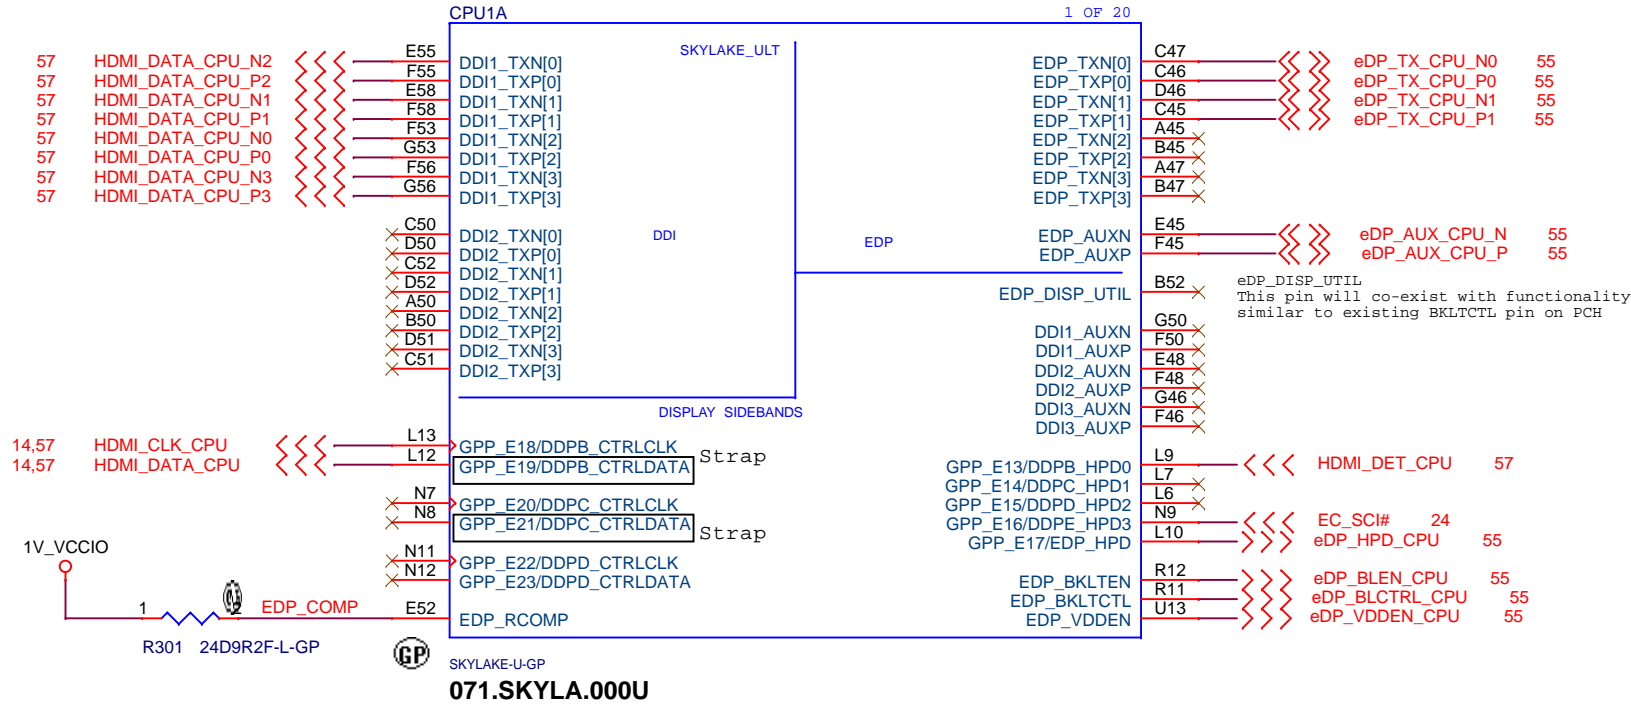 CPU1A 1 OF 20
SKYLAKE_ULT
57 HDMI_DATA_CPU_N2 E55 DDI1_TXN[0] EDP_TXN[0] C47 eDP_TX_CPU_N0 55
57 HDMI_DATA_CPU_P2 F55 DDI1_TXP[0] EDP_TXP[0] C46 eDP_TX_CPU_P0 55
57 HDMI_DATA_CPU_N1 E58 DDI1_TXN[1] EDP_TXN[1] D46 eDP_TX_CPU_N1 55
57 HDMI_DATA_CPU_P1 F58 DDI1_TXP[1] EDP_TXP[1] C45 eDP_TX_CPU_P1 55
57 HDMI_DATA_CPU_N0 F53 DDI1_TXN[2] EDP_TXN[2] A45
57 HDMI_DATA_CPU_P0 G53 DDI1_TXP[2] EDP_TXP[2] B45
57 HDMI_DATA_CPU_N3 F56 DDI1_TXN[3] EDP_TXN[3] A47
57 HDMI_DATA_CPU_P3 G56 DDI1_TXP[3] EDP_TXP[3] B47
C50 DDI2_TXN[0] DDI EDP EDP_AUXN E45 eDP_AUX_CPU_N 55
D50 DDI2_TXP[0] EDP_AUXP F45 eDP_AUX_CPU_P 55
C52 DDI2_TXN[1]
D52 DDI2_TXP[1] EDP_DISP_UTIL B52 eDP_DISP_UTIL
This pin will co-exist with functionality
similar to existing BKLTCTL pin on PCH
A50 DDI2_TXN[2]
B50 DDI2_TXP[2] DDI1_AUXN G50
D51 DDI2_TXN[3] DDI1_AUXP F50
C51 DDI2_TXP[3] DDI2_AUXN E48
DDI2_AUXP F48
DISPLAY SIDEBANDS DDI3_AUXN G46
DDI3_AUXP F46
14,57 HDMI_CLK_CPU L13 GPP_E18/DDPB_CTRLCLK Strap
14,57 HDMI_DATA_CPU L12 GPP_E19/DDPB_CTRLDATA GPP_E13/DDPB_HPD0 L9 HDMI_DET_CPU 57
GPP_E14/DDPC_HPD1 L7
N7 GPP_E20/DDPC_CTRLCLK GPP_E15/DDPD_HPD2 L6
N8 GPP_E21/DDPC_CTRLDATA Strap GPP_E16/DDPE_HPD3 N9 EC_SCI# 24
GPP_E17/EDP_HPD L10 eDP_HPD_CPU 55
1V_VCCIO N11 GPP_E22/DDPD_CTRLCLK
N12 GPP_E23/DDPD_CTRLDATA EDP_BKLTEN R12 eDP_BLEN_CPU 55
EDP_BKLTCTL R11 eDP_BLCTRL_CPU 55
1 2 EDP_COMP E52 EDP_RCOMP EDP_VDDEN U13 eDP_VDDEN_CPU 55
R301 24D9R2F-L-GP GP
SKYLAKE-U-GP
071.SKYLA.000U